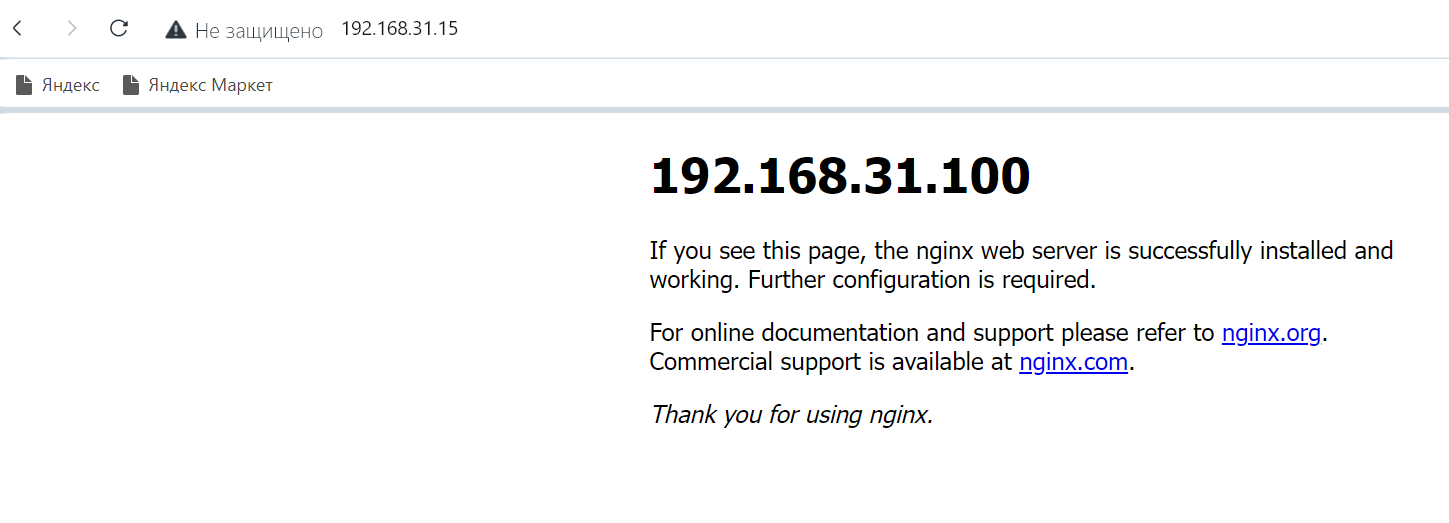 Не защищено 192.168.31.15
Яндекс Яндекс Маркет
192.168.31.100
If you see this page, the nginx web server is successfully installed and
working. Further configuration is required.
For online documentation and support please refer to nginx.org.
Commercial support is available at nginx.com.
Thank you for using nginx.